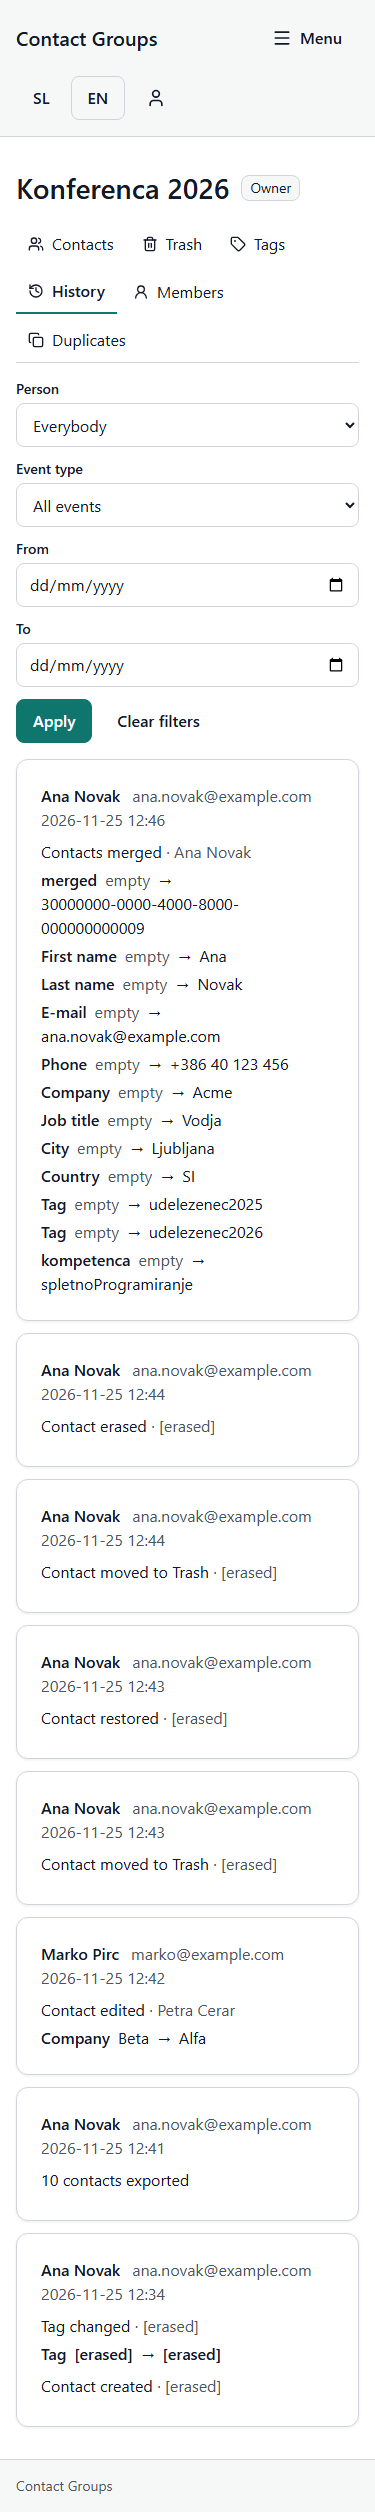 Contact Groups
Menu
SL
EN
Konferenca 2026
Owner
Contacts
Trash
Tags
History
Members
Duplicates
Person
Everybody
Event type
All events
From
dd/mm/yyyy
To
dd/mm/yyyy
Apply
Clear filters
Ana Novak ana.novak@example.com
2026-11-25 12:46
Contacts merged · Ana Novak
merged empty →
30000000-0000-4000-8000-
000000000009
First name empty → Ana
Last name empty → Novak
E-mail empty →
ana.novak@example.com
Phone empty → +386 40 123 456
Company empty → Acme
Job title empty → Vodja
City empty → Ljubljana
Country empty → SI
Tag empty → udelezenec2025
Tag empty → udelezenec2026
kompetenca empty →
spletnoProgramiranje
Ana Novak ana.novak@example.com
2026-11-25 12:44
Contact erased · [erased]
Ana Novak ana.novak@example.com
2026-11-25 12:44
Contact moved to Trash · [erased]
Ana Novak ana.novak@example.com
2026-11-25 12:43
Contact restored · [erased]
Ana Novak ana.novak@example.com
2026-11-25 12:43
Contact moved to Trash · [erased]
Marko Pirc marko@example.com
2026-11-25 12:42
Contact edited · Petra Cerar
Company Beta → Alfa
Ana Novak ana.novak@example.com
2026-11-25 12:41
10 contacts exported
Ana Novak ana.novak@example.com
2026-11-25 12:34
Tag changed · [erased]
Tag [erased] → [erased]
Contact created · [erased]
Contact Groups